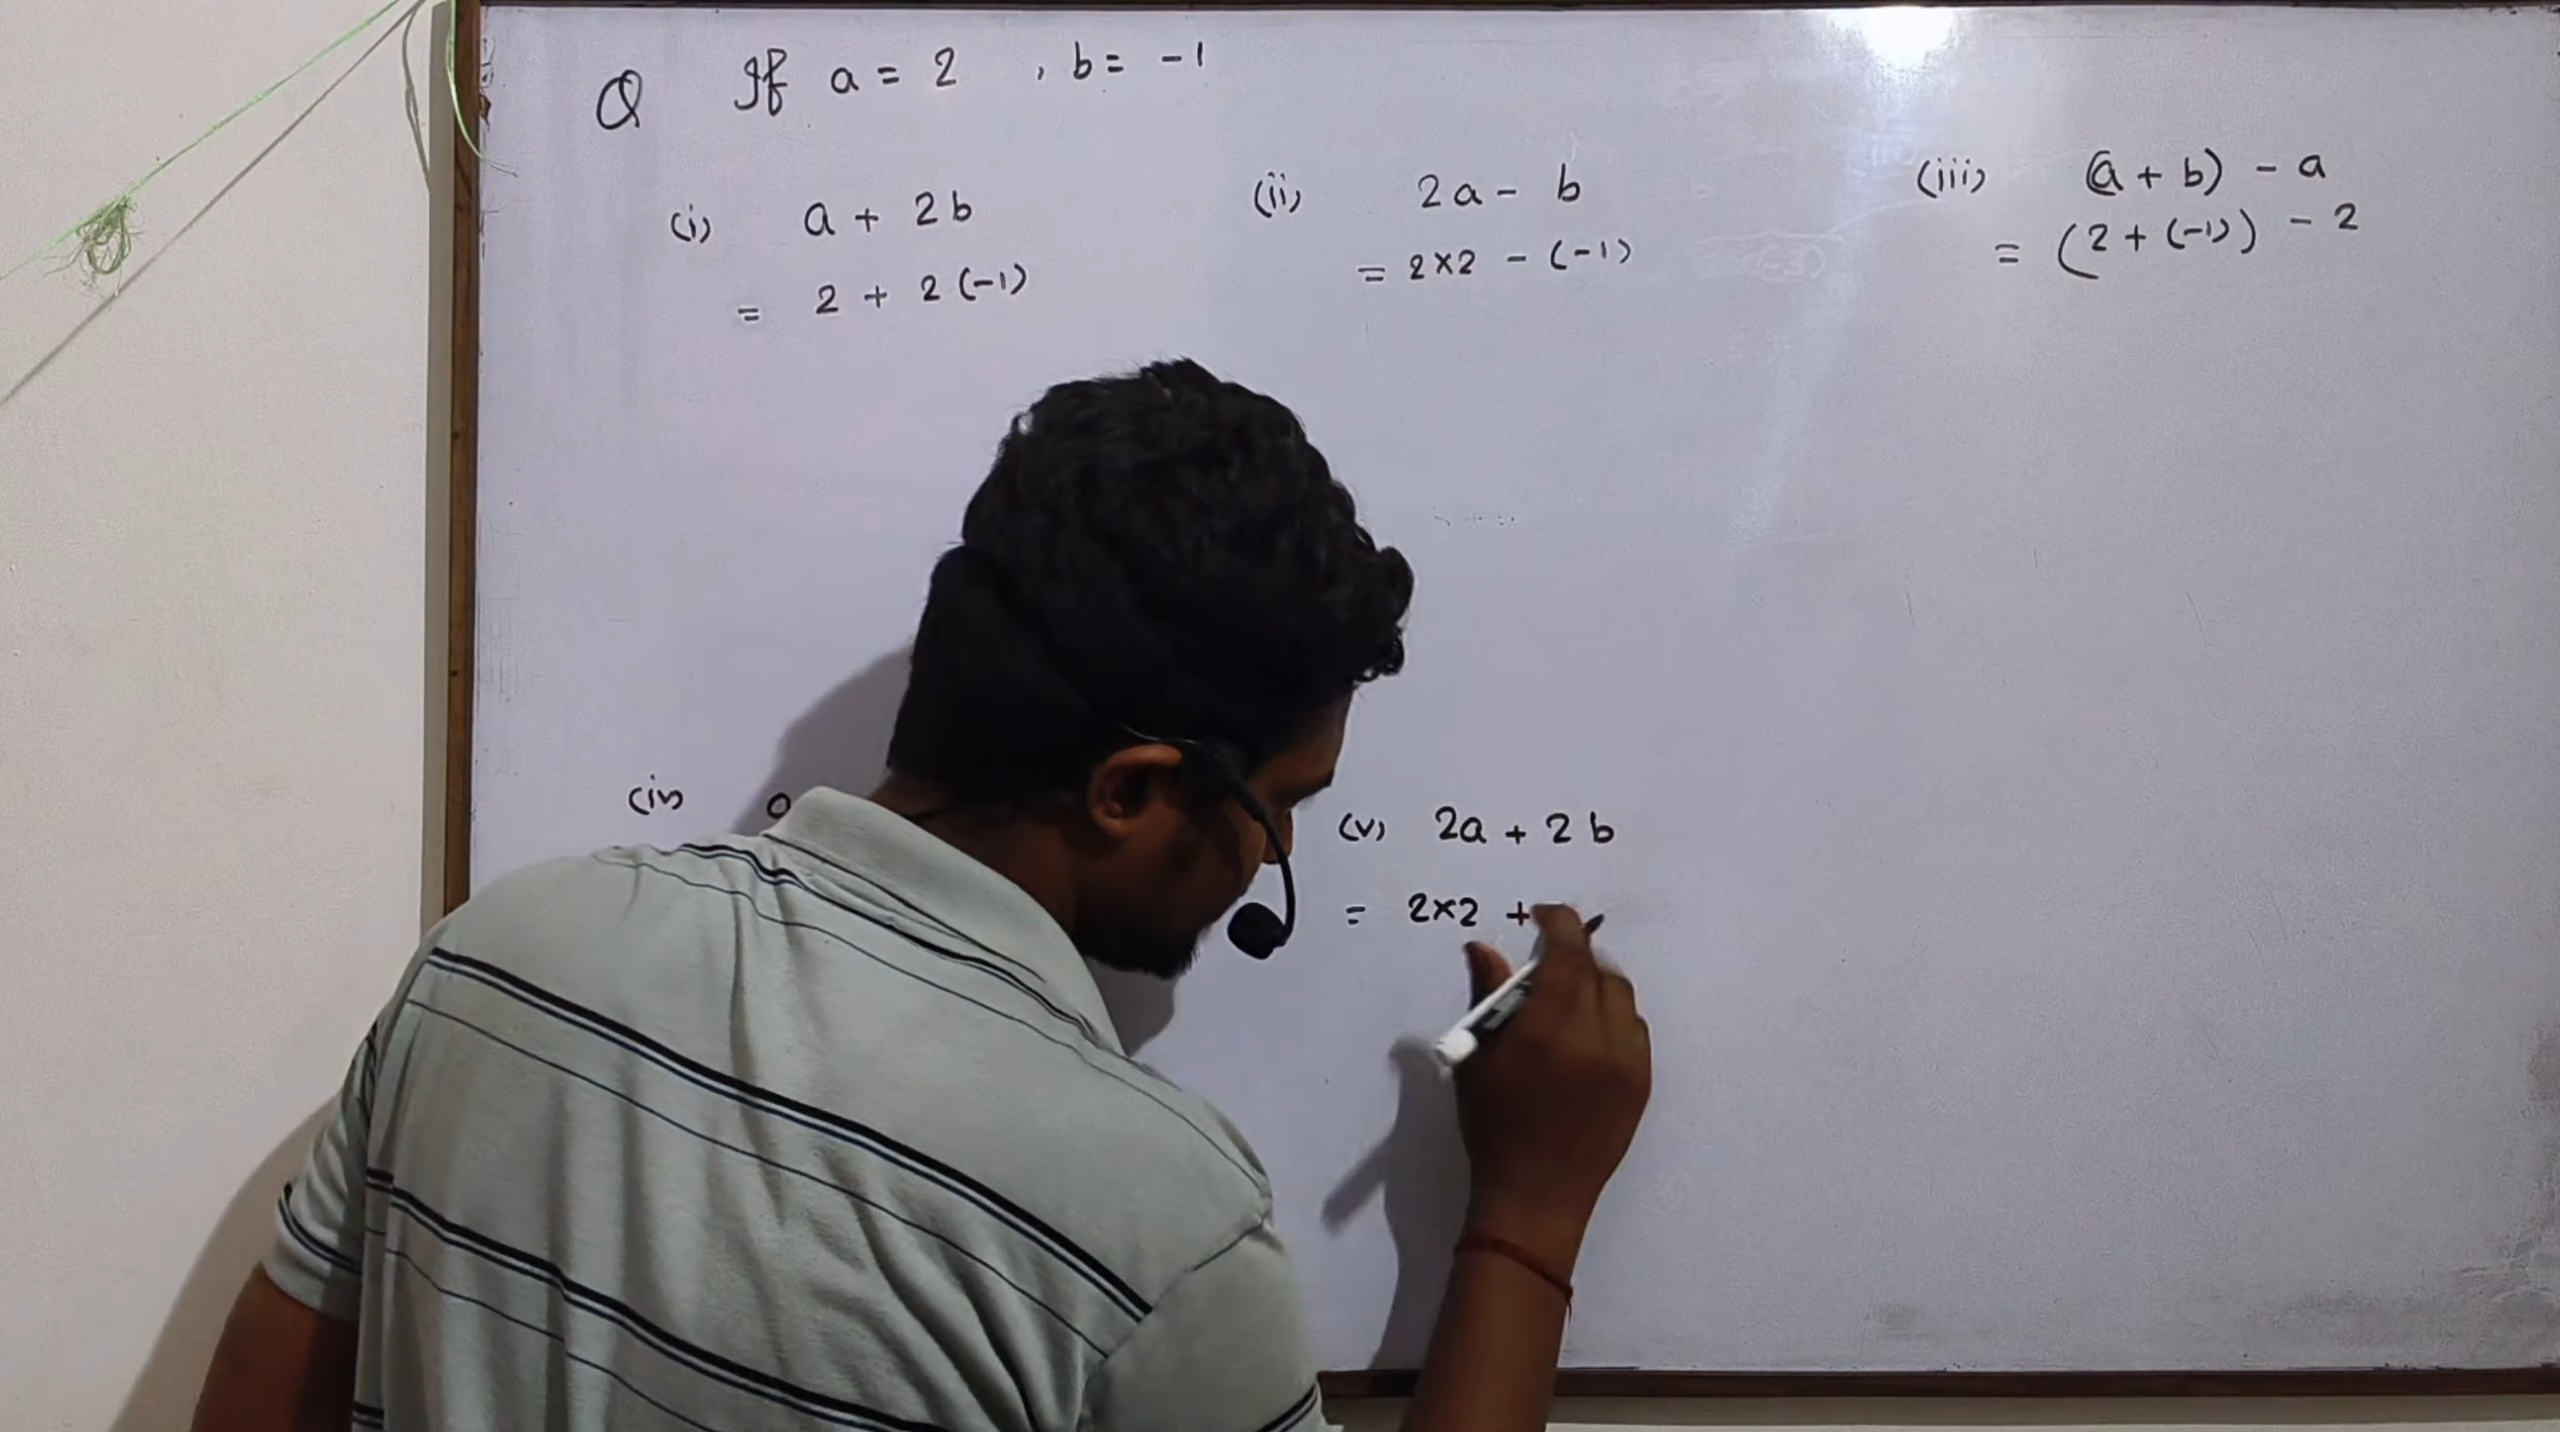 Q If a = 2 , b = -1
(i) a + 2b
= 2 + 2(-1)
(ii) 2a - b
= 2×2 - (-1)
(iii) (a + b) - a
= (2 + (-1)) - 2
(iv)
(v) 2a + 2b
= 2×2 +